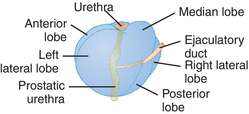 Urethra
Median lobe
Anterior
lobe
Ejaculatory
duct
Left
lateral lobe
Right lateral
lobe
Prostatic
urethra
Posterior
lobe